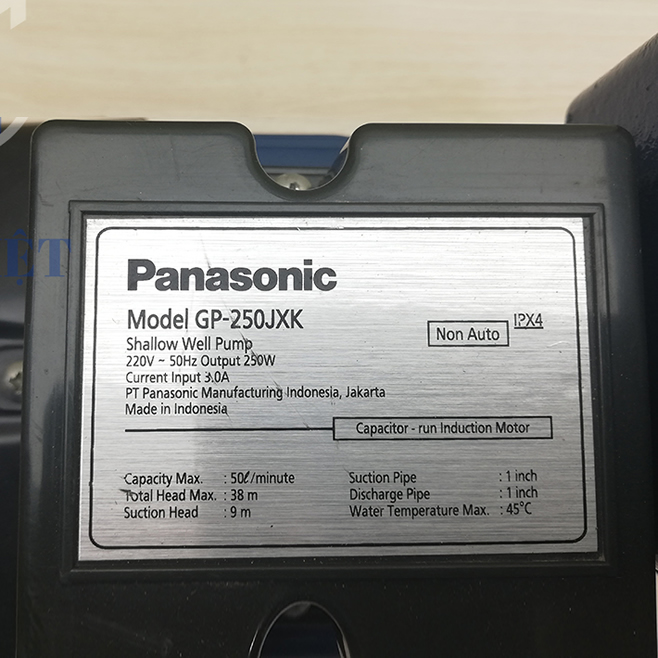 ỆT
Panasonic
Model GP-250JXK
IPX4
Non Auto
Shallow Well Pump
220V ~ 50Hz Output 250W
Current Input 3.0A
PT Panasonic Manufacturing Indonesia, Jakarta
Made in Indonesia
Capacitor - run Induction Motor
Capacity Max. : 50ℓ/minute
Total Head Max. : 38 m
Suction Head : 9 m
Suction Pipe : 1 inch
Discharge Pipe : 1 inch
Water Temperature Max. : 45°C